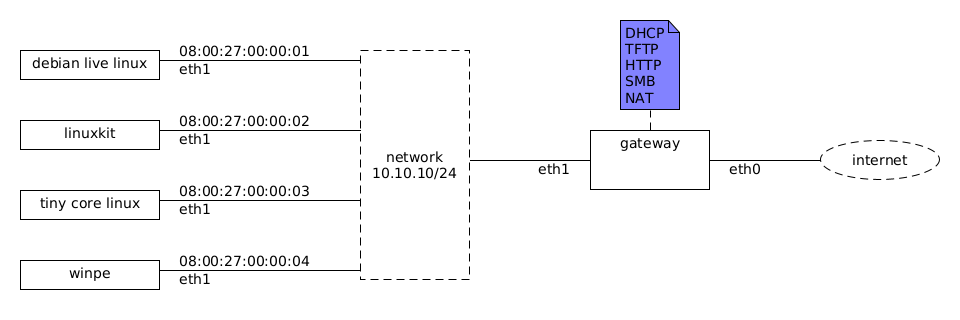 debian live linux
08:00:27:00:00:01
eth1
linuxkit
08:00:27:00:00:02
eth1
tiny core linux
08:00:27:00:00:03
eth1
winpe
08:00:27:00:00:04
eth1
network
10.10.10/24
DHCP
TFTP
HTTP
SMB
NAT
gateway
eth1
eth0
internet